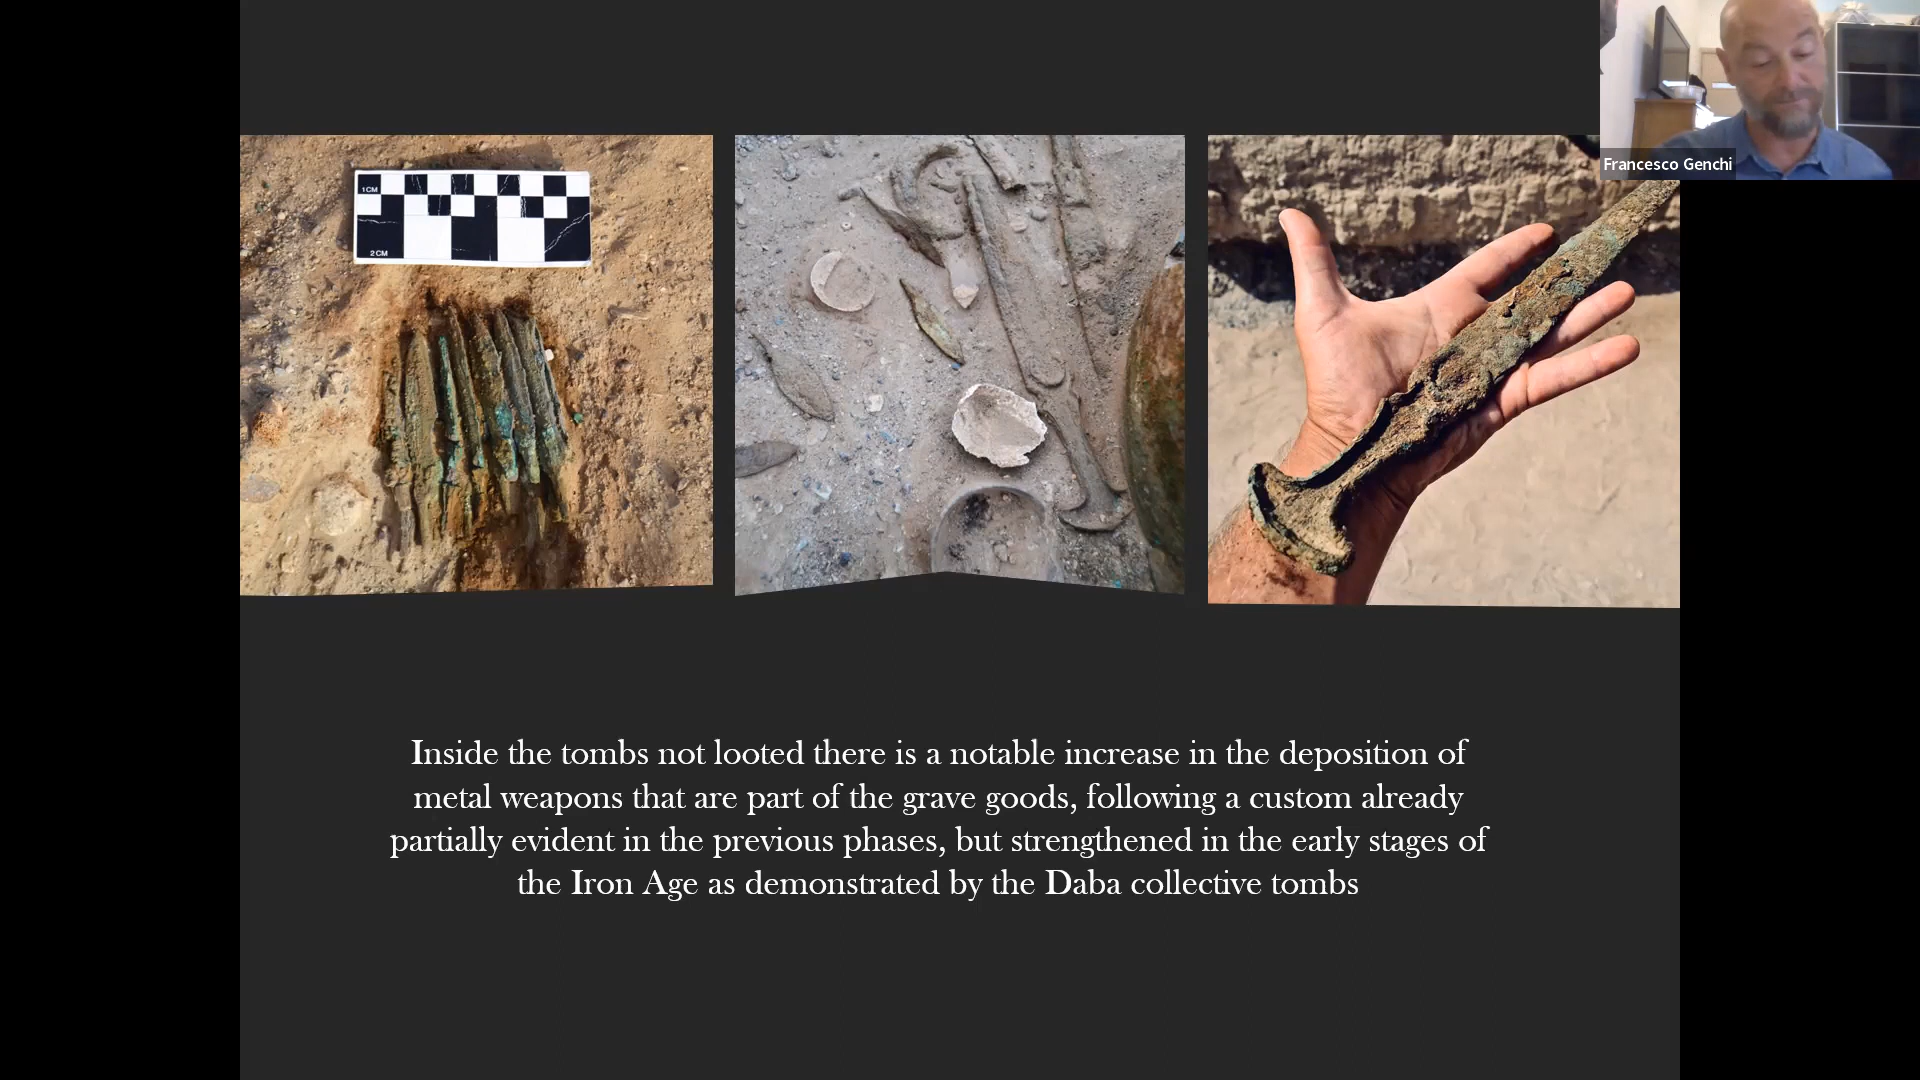 Francesco Genchi
1CM
2CM
Inside the tombs not looted there is a notable increase in the deposition of
metal weapons that are part of the grave goods, following a custom already
partially evident in the previous phases, but strengthened in the early stages of
the Iron Age as demonstrated by the Daba collective tombs